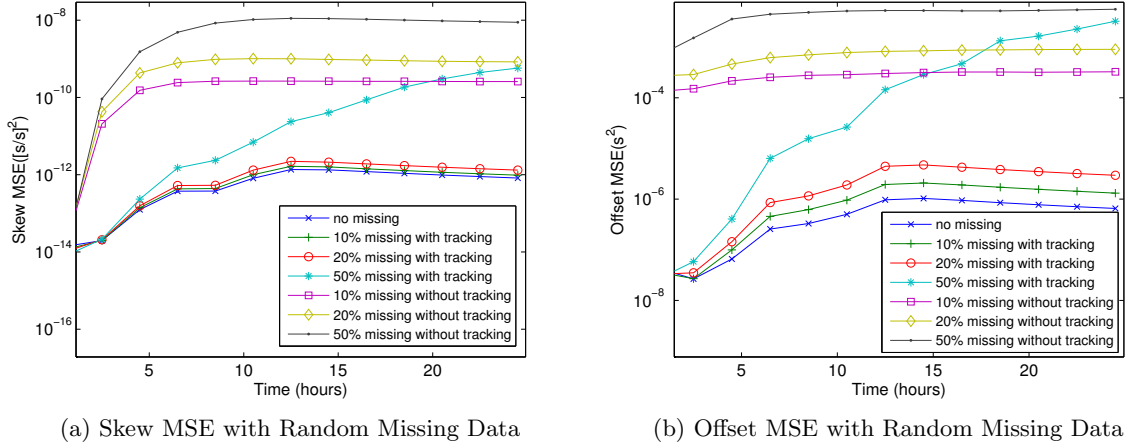 10^-8
10^-10
10^-12
10^-14
10^-16
Skew MSE([s/s]^2)
5
10
15
20
Time (hours)
no missing
10% missing with tracking
20% missing with tracking
50% missing with tracking
10% missing without tracking
20% missing without tracking
50% missing without tracking
(a) Skew MSE with Random Missing Data
10^-4
10^-6
10^-8
Offset MSE(s^2)
5
10
15
20
Time (hours)
no missing
10% missing with tracking
20% missing with tracking
50% missing with tracking
10% missing without tracking
20% missing without tracking
50% missing without tracking
(b) Offset MSE with Random Missing Data